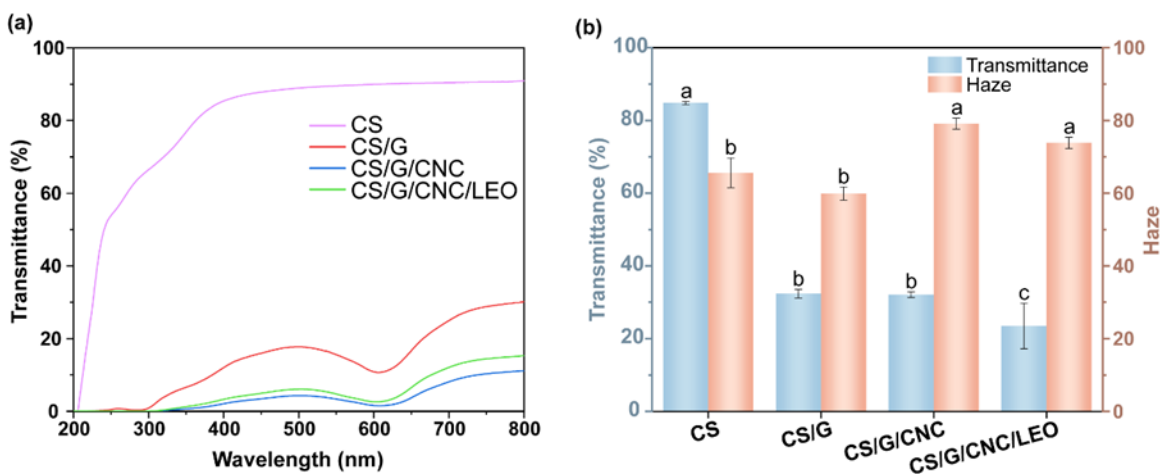 (a)
100
80
60
40
20
0
Transmittance (%)
200 300 400 500 600 700 800
Wavelength (nm)
CS
CS/G
CS/G/CNC
CS/G/CNC/LEO
(b)
100
80
60
40
20
0
Transmittance (%)
Transmittance
Haze
a
b
b
b
b
a
c
a
CS
CS/G
CS/G/CNC
CS/G/CNC/LEO
100
80
60
40
20
0
Haze